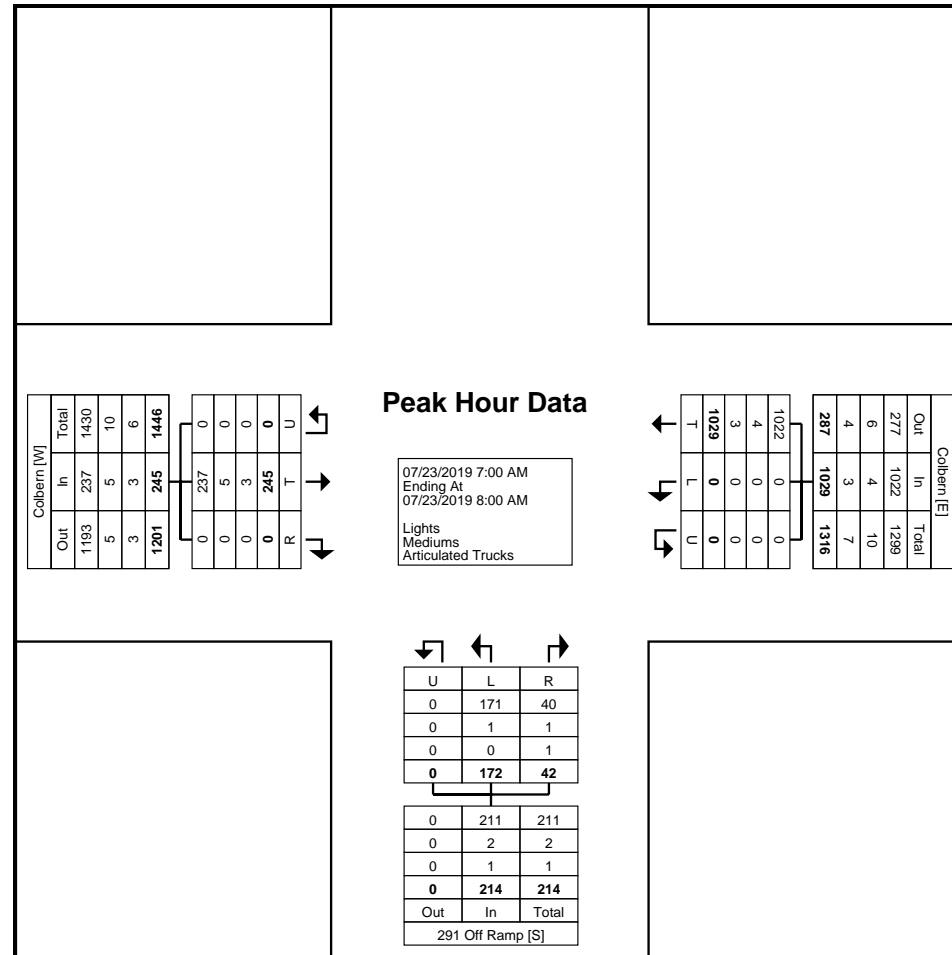 Peak Hour Data
07/23/2019 7:00 AM
Ending At
07/23/2019 8:00 AM
Lights
Mediums
Articulated Trucks
Colbern [W]
Total 1430 10 6 1446
In 237 5 3 245
Out 1193 5 3 1201
0 0 0 0 U
237 5 3 245 T
0 0 0 0 R
Colbern [E]
Out 277 6 4 287
In 1022 4 3 1029
Total 1299 10 7 1316
1022 4 3 1029 T
0 0 0 0 L
0 0 0 0 U
U L R
0 171 40
0 1 1
0 0 1
0 172 42
0 211 211
0 2 2
0 1 1
0 214 214
Out In Total
291 Off Ramp [S]